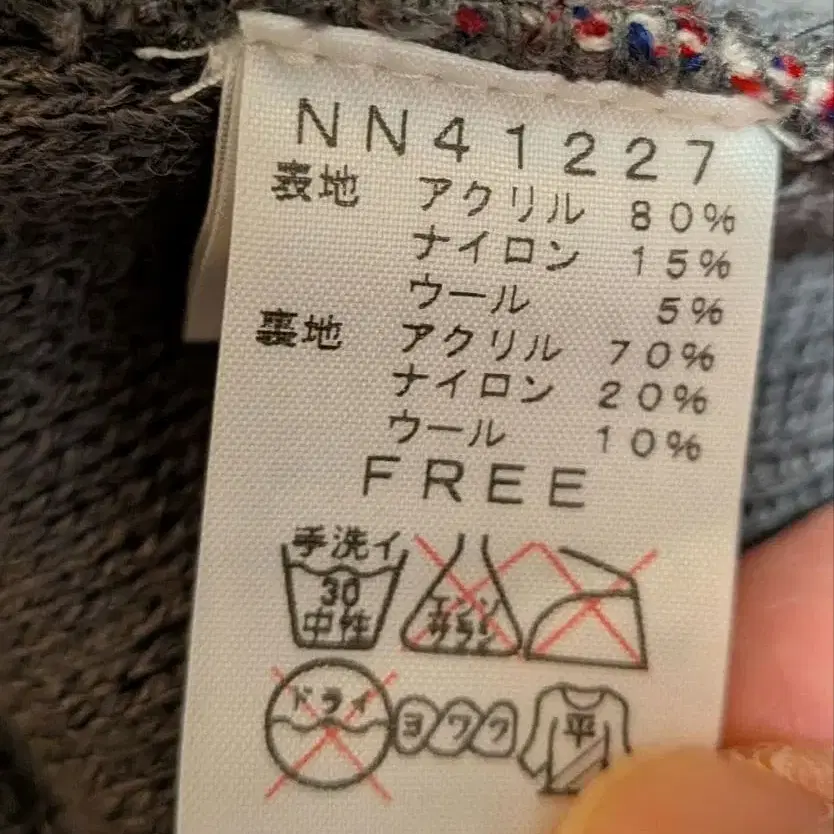 NN41227
表地 アクリル 80%
ナイロン 15%
ウール 5%
裏地 アクリル 70%
ナイロン 20%
ウール 10%
FREE
手洗イ
30
中性
エンソ
サラシ
ドライ
ヨワク
平